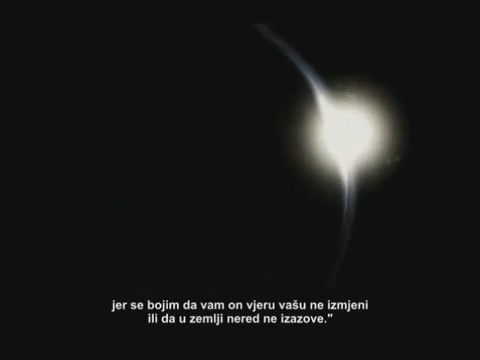 jer se bojim da vam on vjeru vašu ne izmjeni
ili da u zemlji nered ne izazove."